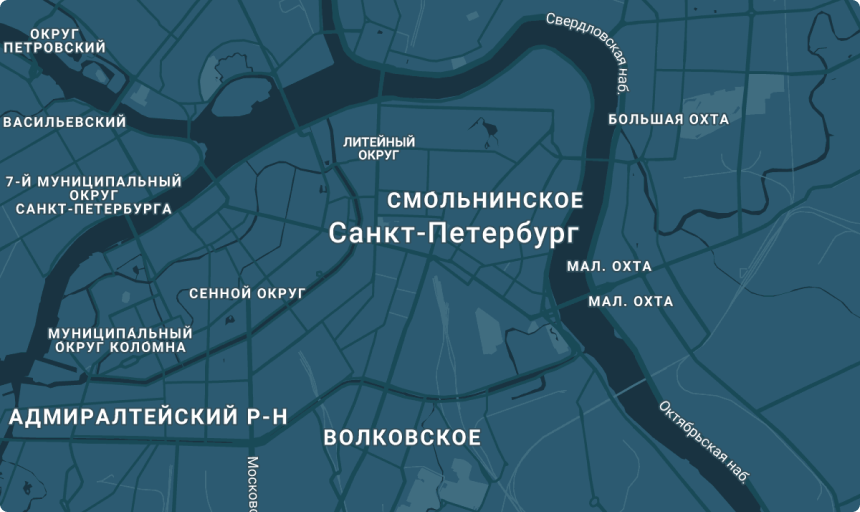 Свердловская наб.
ОКРУГ
ПЕТРОВСКИЙ
ВАСИЛЬЕВСКИЙ
БОЛЬШАЯ ОХТА
ЛИТЕЙНЫЙ
ОКРУГ
7-Й МУНИЦИПАЛЬНЫЙ
ОКРУГ
САНКТ-ПЕТЕРБУРГА
СМОЛЬНИНСКОЕ
Санкт-Петербург
МАЛ. ОХТА
СЕННОЙ ОКРУГ
МАЛ. ОХТА
МУНИЦИПАЛЬНЫЙ
ОКРУГ КОЛОМНА
АДМИРАЛТЕЙСКИЙ Р-Н
ВОЛКОВСКОЕ
Октябрьская наб.